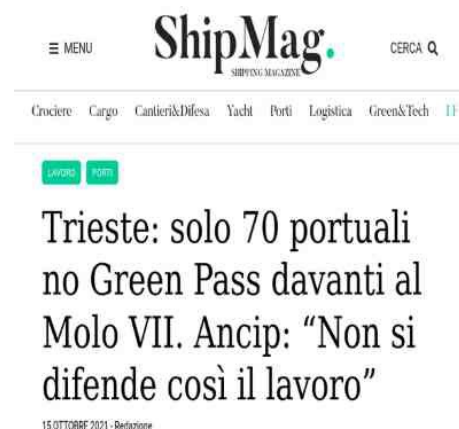 ≡ MENU
ShipMag.
SHIPPING MAGAZINE
CERCA
Crociere Cargo Cantieri&Difesa Yacht Porti Logistica Green&Tech I
LAVORO PORTI
Trieste: solo 70 portuali
no Green Pass davanti al
Molo VII. Ancip: “Non si
difende così il lavoro”
15 OTTOBRE 2021 - Redazione